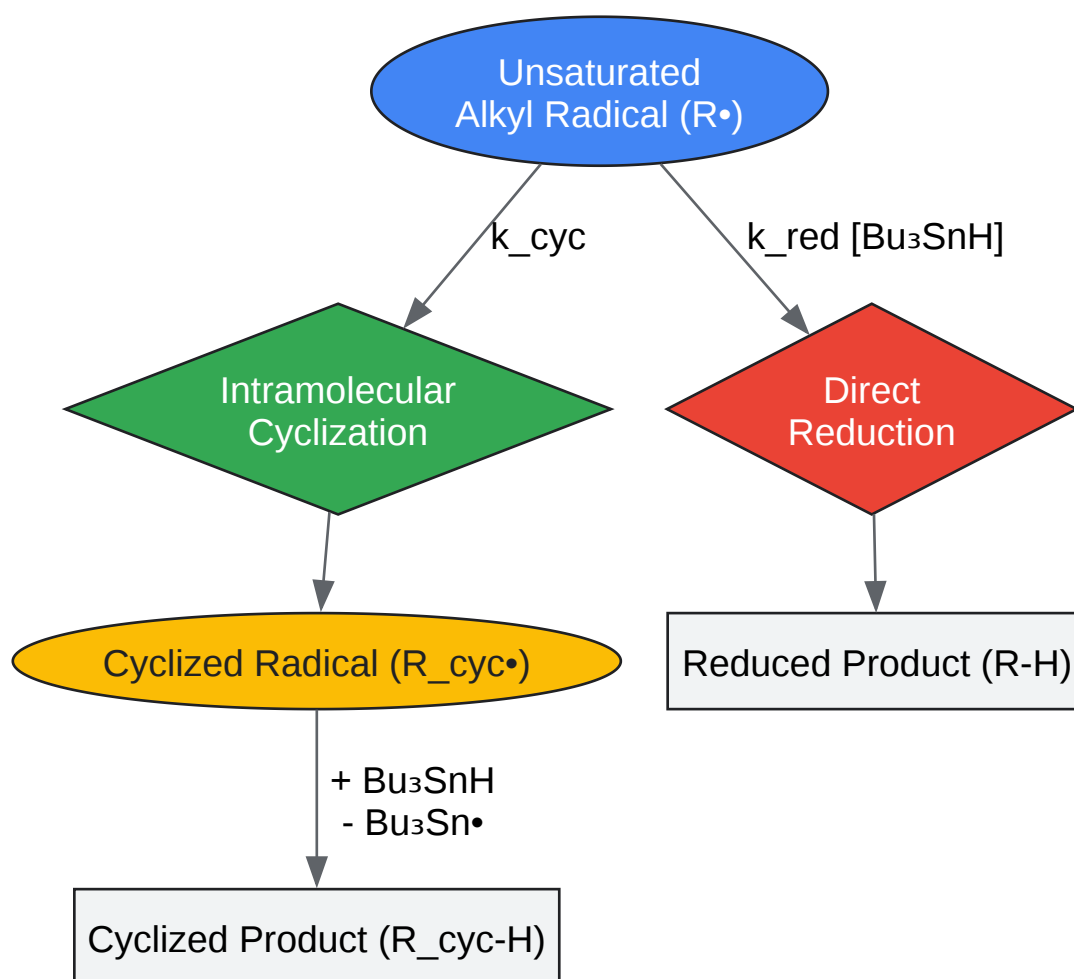 Unsaturated
Alkyl Radical (R•)
k_cyc
k_red [Bu₃SnH]
Intramolecular
Cyclization
Direct
Reduction
Cyclized Radical (R_cyc•)
Reduced Product (R-H)
+ Bu₃SnH
- Bu₃Sn•
Cyclized Product (R_cyc-H)